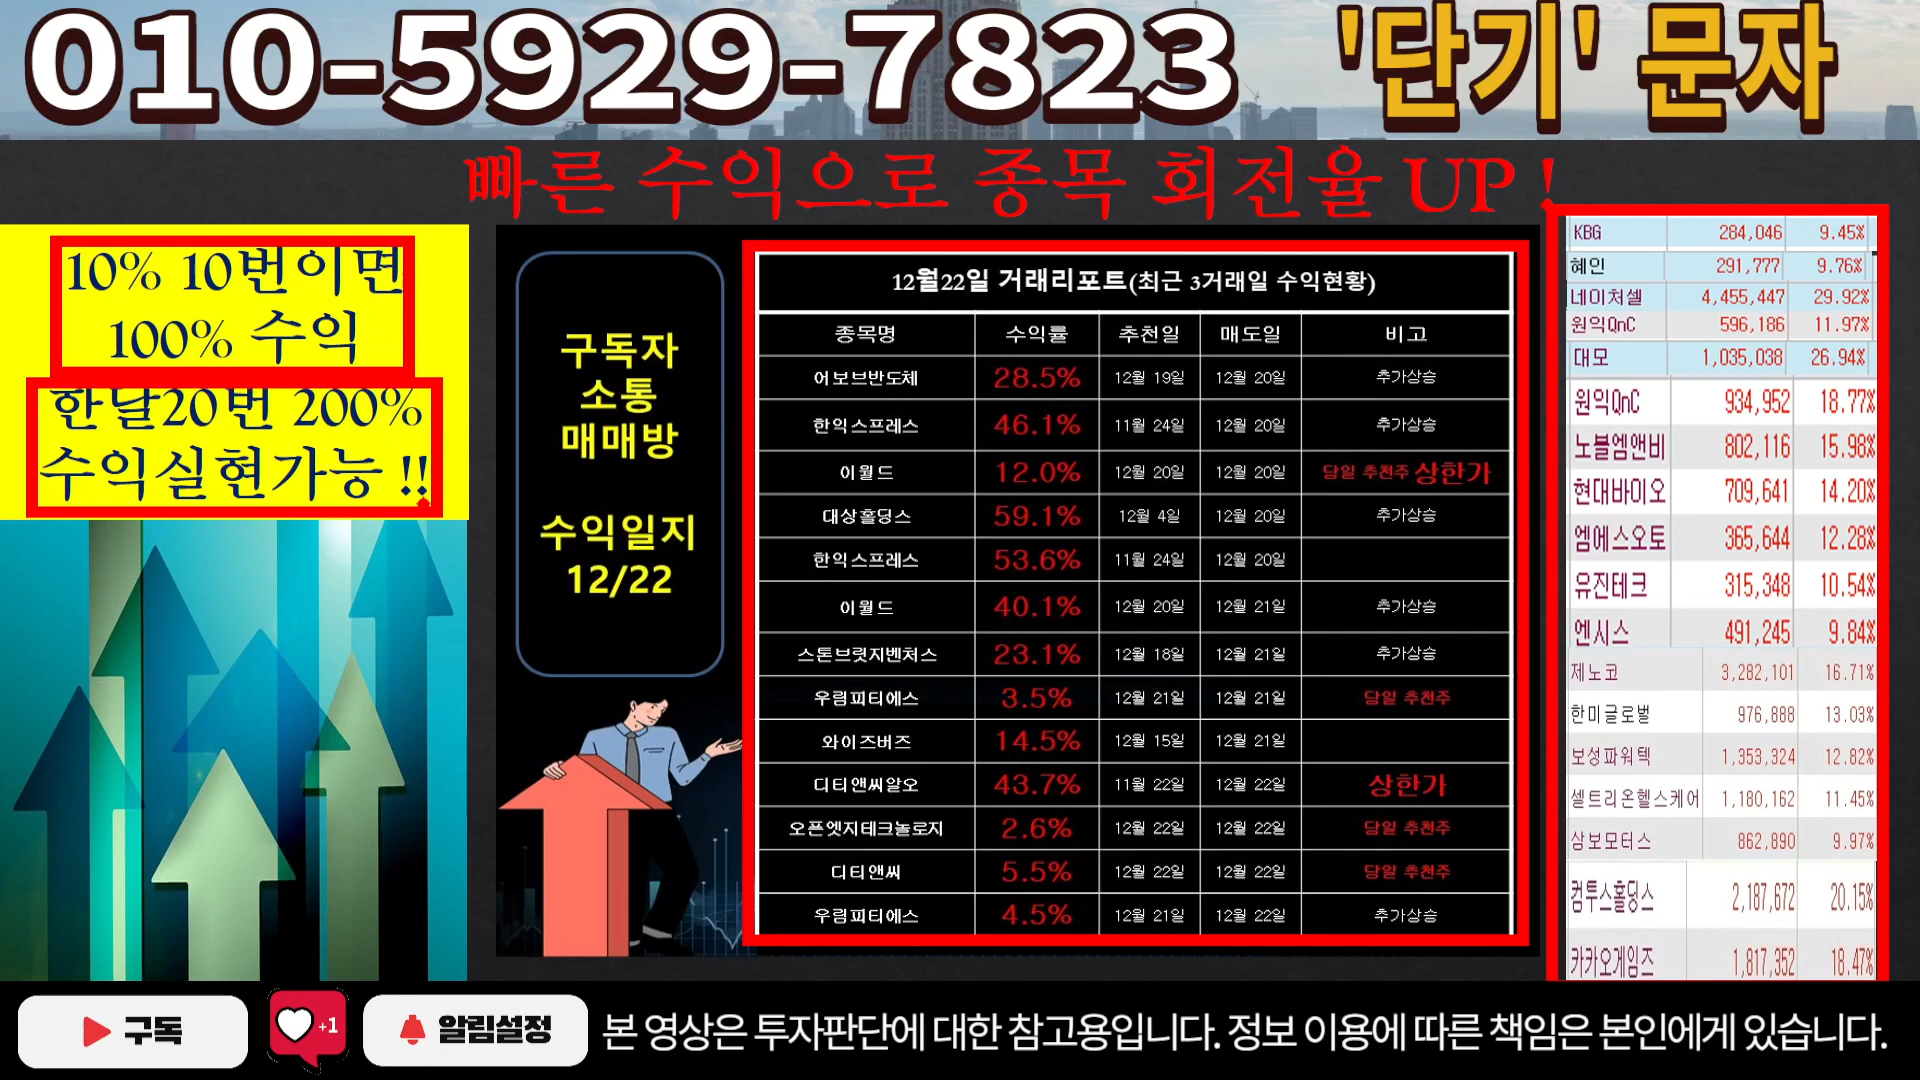 010-5929-7823 '단기' 문자
빠른 수익으로 종목 회전율 UP !
10% 10번이면
100% 수익
한달20번 200%
수익실현가능 !!
구독자
소통
매매방
수익일지
12/22
12월22일 거래리포트(최근 3거래일 수익현황)
종목명 수익률 추천일 매도일 비고
어보브반도체 28.5% 12월 19일 12월 20일 추가상승
한익스프레스 46.1% 11월 24일 12월 20일 추가상승
이월드 12.0% 12월 20일 12월 20일 당일 추천주 상한가
대상홀딩스 59.1% 12월 4일 12월 20일 추가상승
한익스프레스 53.6% 11월 24일 12월 20일
이월드 40.1% 12월 20일 12월 21일 추가상승
스톤브릿지벤처스 23.1% 12월 18일 12월 21일 추가상승
우림피티에스 3.5% 12월 21일 12월 21일 당일 추천주
와이즈버즈 14.5% 12월 15일 12월 21일
디티앤씨알오 43.7% 11월 22일 12월 22일 상한가
오픈엣지테크놀로지 2.6% 12월 22일 12월 22일 당일 추천주
디티앤씨 5.5% 12월 22일 12월 22일 당일 추천주
우림피티에스 4.5% 12월 21일 12월 22일 추가상승
KBG 284,046 9.45%
혜인 291,777 9.76%
네이처셀 4,455,447 29.92%
원익QnC 596,186 11.97%
대모 1,035,038 26.94%
원익QnC 934,952 18.77%
노블엠앤비 802,116 15.98%
현대바이오 709,641 14.20%
엠에스오토 365,644 12.28%
유진테크 315,348 10.54%
엔시스 491,245 9.84%
제노코 3,282,101 16.71%
한미글로벌 976,888 13.03%
보성파워텍 1,353,324 12.82%
셀트리온헬스케어 1,180,162 11.45%
상보모터스 862,890 9.97%
컴투스홀딩스 2,187,672 20.15%
카카오게임즈 1,817,352 18.47%
구독 +1 알림설정 본 영상은 투자판단에 대한 참고용입니다. 정보 이용에 따른 책임은 본인에게 있습니다.